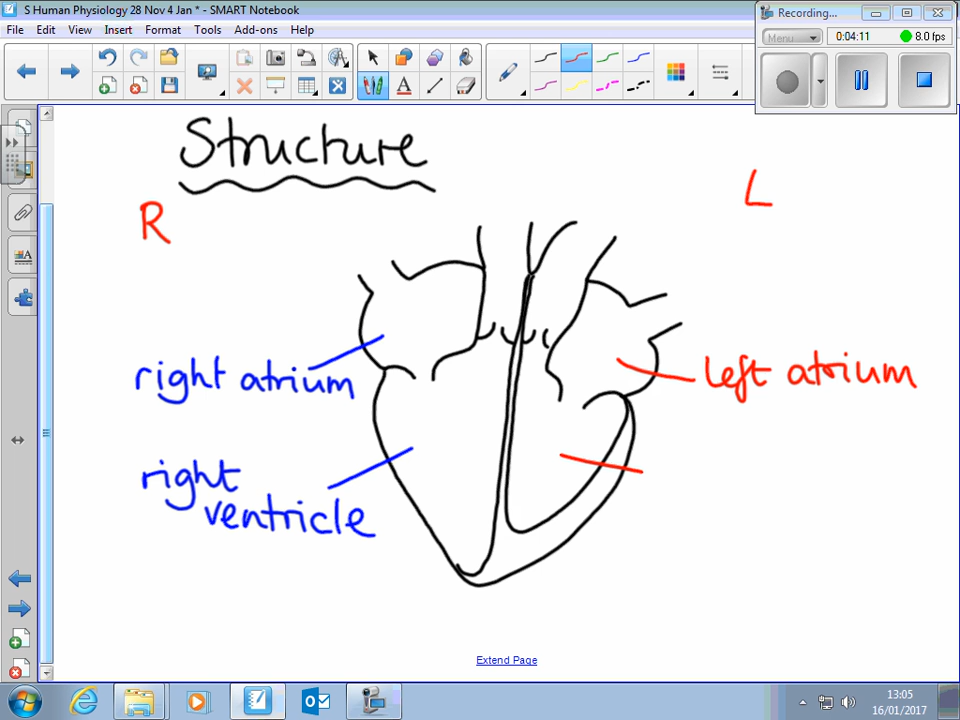 S Human Physiology 28 Nov 4 Jan * - SMART Notebook
File Edit View Insert Format Tools Add-ons Help
Recording...
Menu 0:04:11 8.0 fps
Structure
R
L
right atrium
left atrium
right
ventricle
Extend Page
13:05
16/01/2017